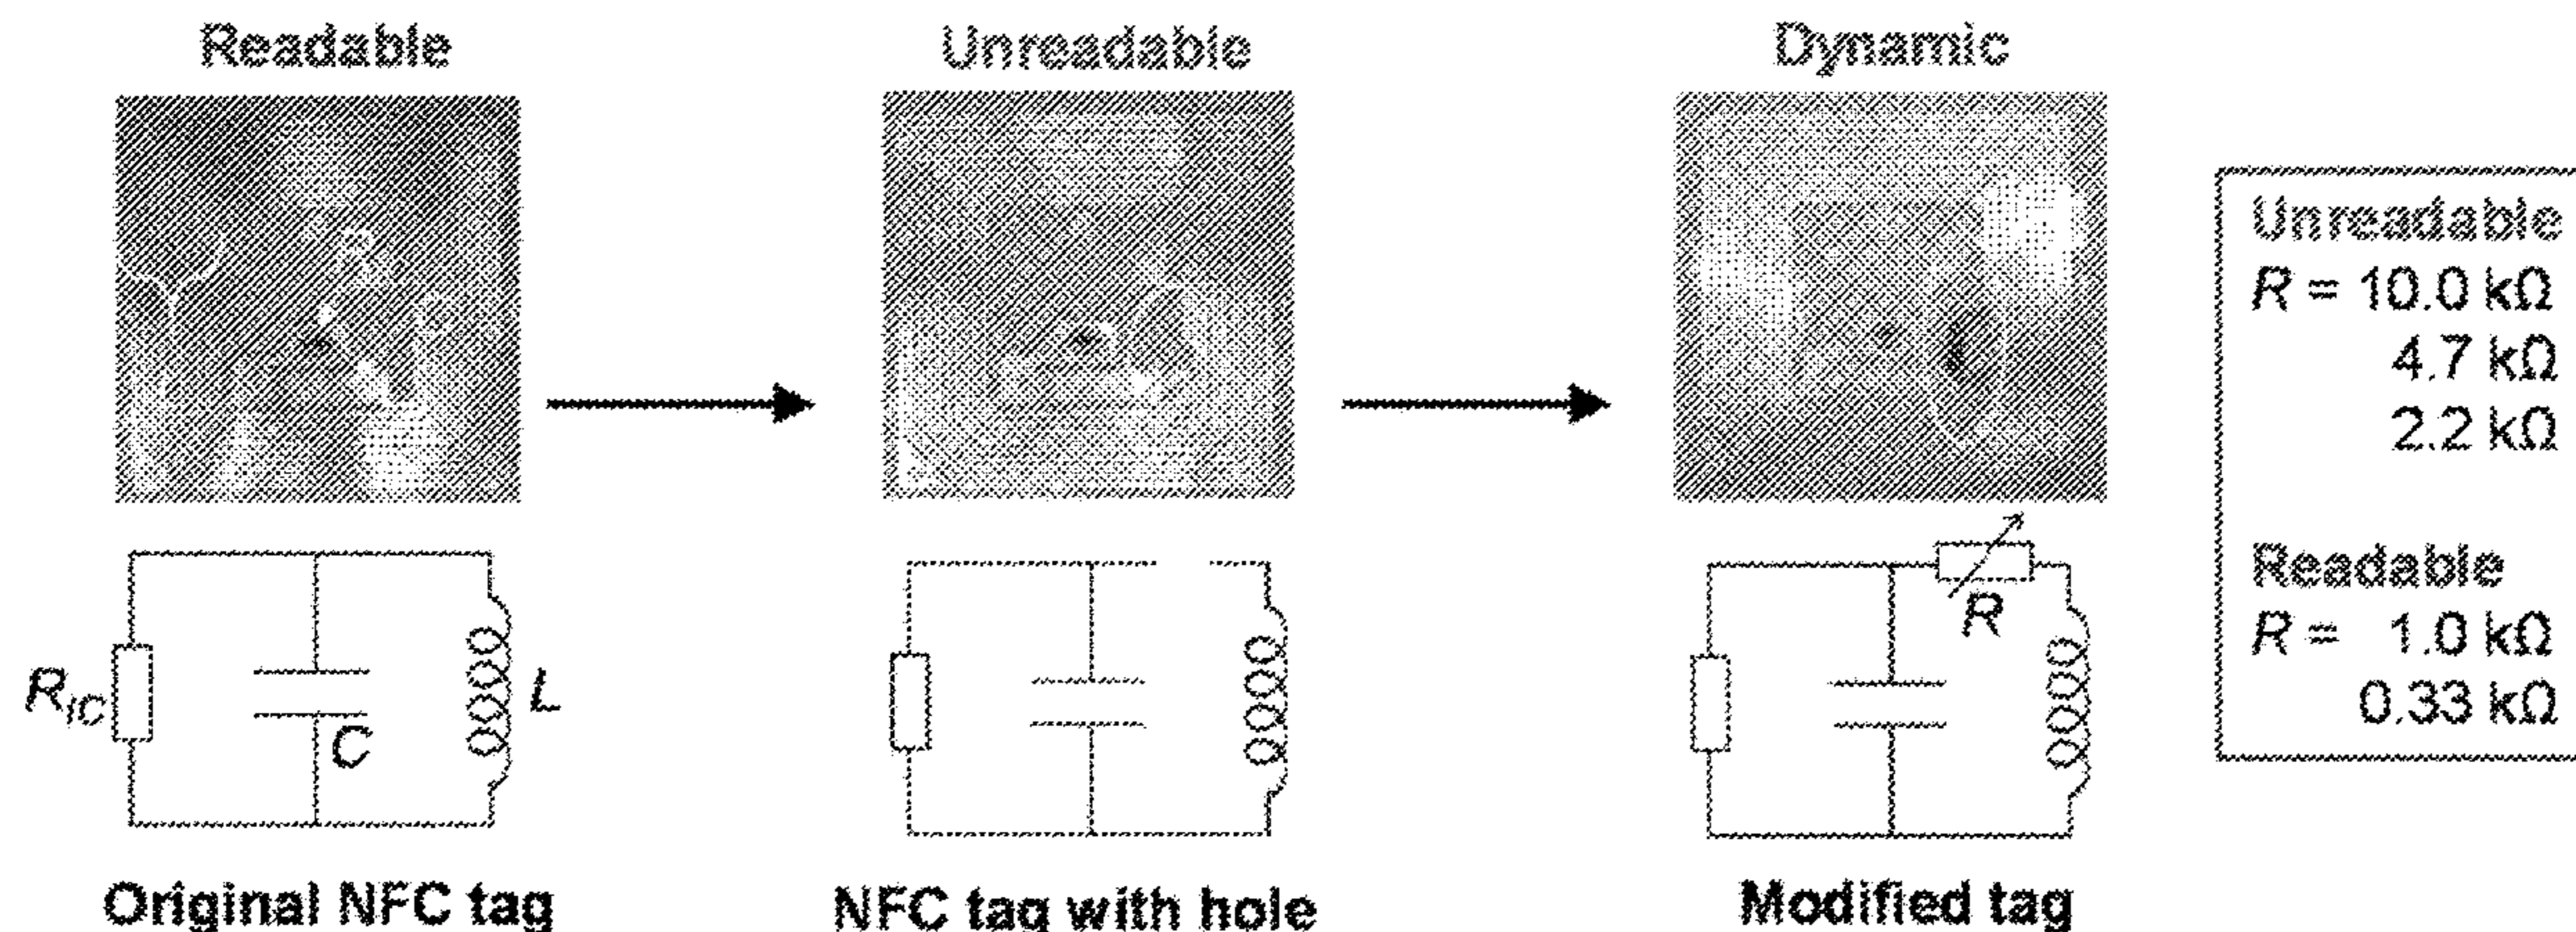 Readable
Unreadable
Dynamic
R_IC
C
L
R
Original NFC tag
NFC tag with hole
Modified tag
Unreadable
R = 10.0 kΩ
4.7 kΩ
2.2 kΩ
Readable
R = 1.0 kΩ
0.33 kΩ